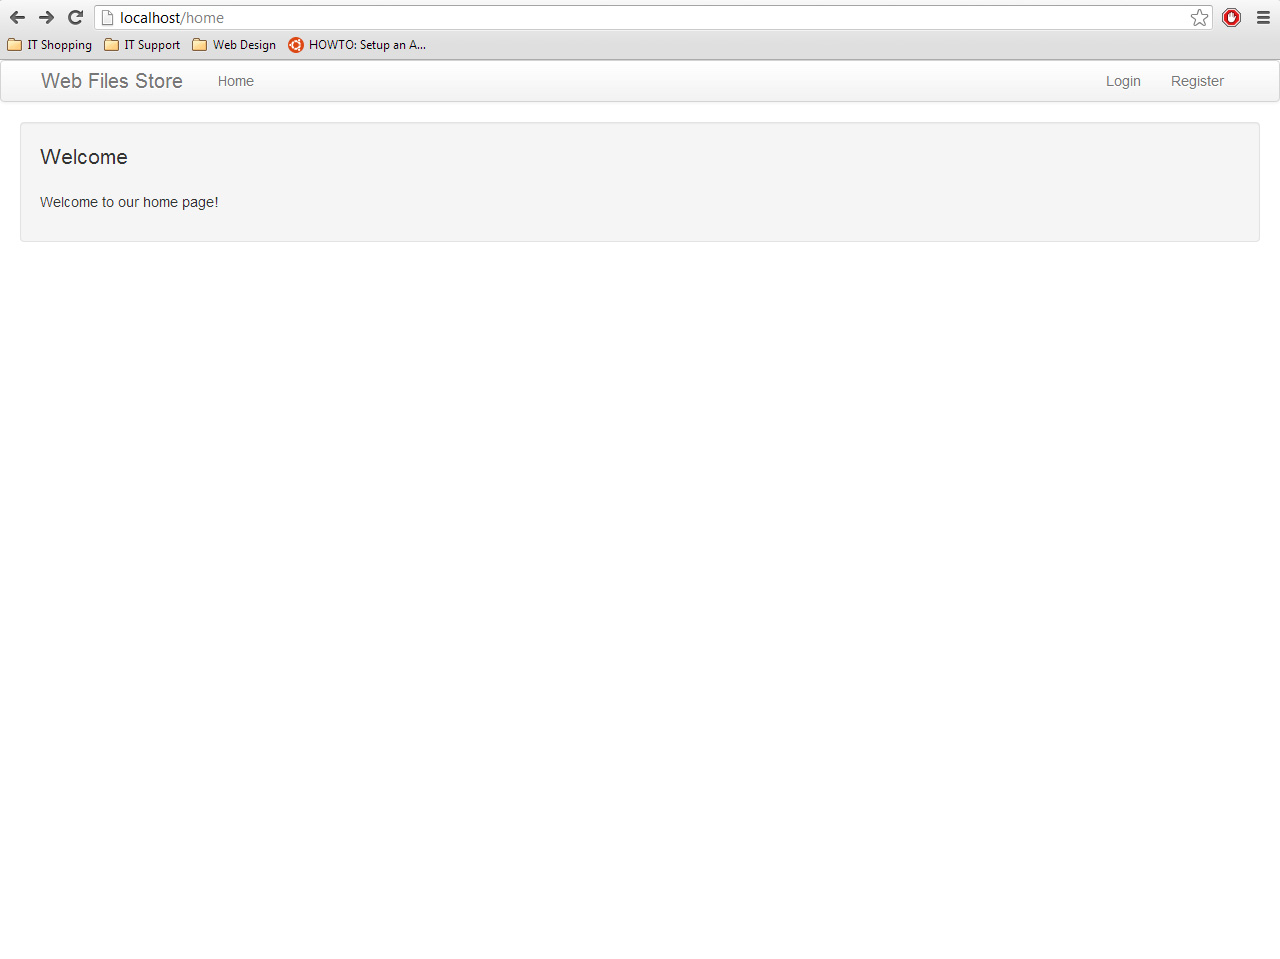 localhost/home
IT Shopping IT Support Web Design HOWTO: Setup an A...
Web Files Store Home Login Register
Welcome
Welcome to our home page!